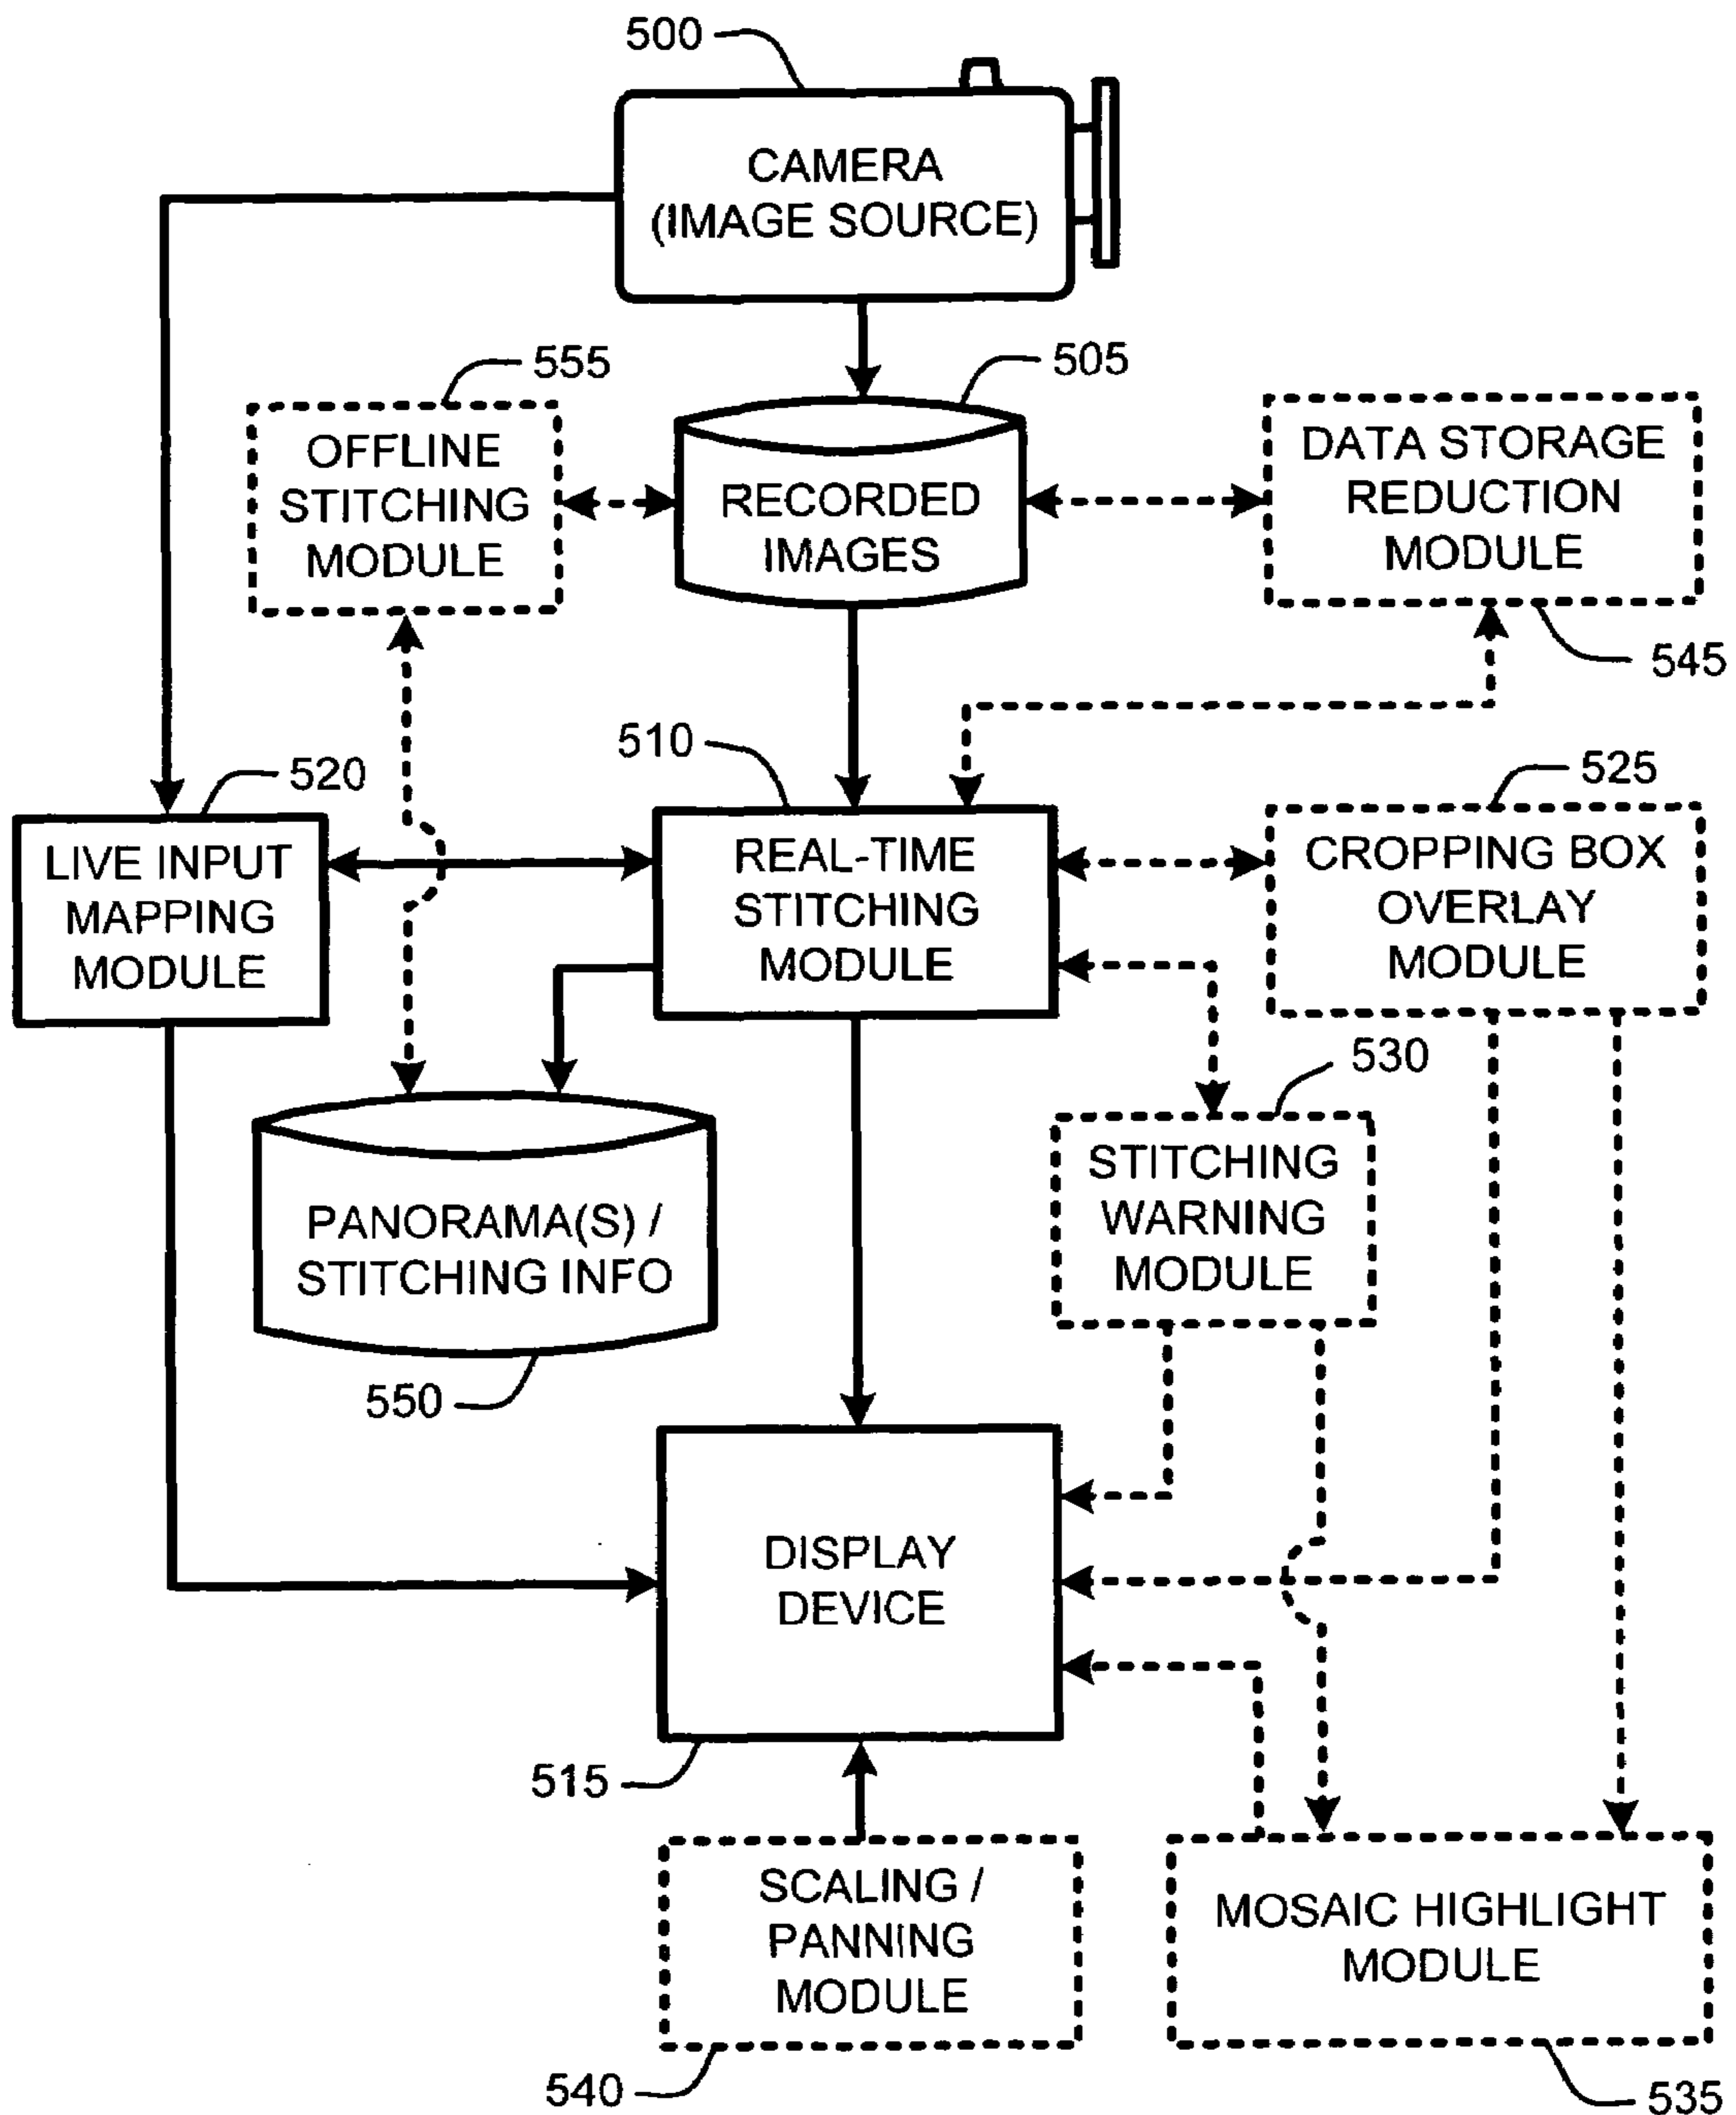 500
CAMERA
(IMAGE SOURCE)
555
505
OFFLINE
STITCHING
MODULE
RECORDED
IMAGES
DATA STORAGE
REDUCTION
MODULE
545
510
520
525
LIVE INPUT
MAPPING
MODULE
REAL-TIME
STITCHING
MODULE
CROPPING BOX
OVERLAY
MODULE
530
STITCHING
WARNING
MODULE
PANORAMA(S) /
STITCHING INFO
550
DISPLAY
DEVICE
515
SCALING /
PANNING
MODULE
MOSAIC HIGHLIGHT
MODULE
540
535